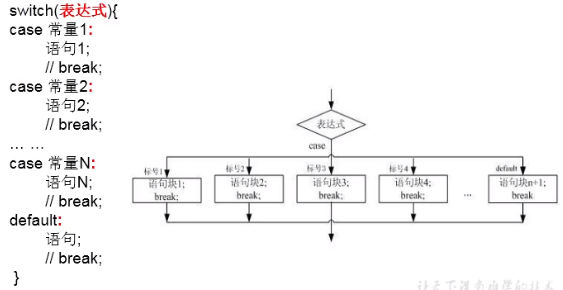 switch(表达式){
case 常量1:
语句1;
// break;
case 常量2:
语句2;
// break;
... ...
case 常量N:
语句N;
// break;
default:
语句;
// break;
}
表达式
case
标号1
标号2
标号3
标号4
default
语句块1;
break;
语句块2;
break;
语句块3;
break;
语句块4;
break;
...
语句块n+1;
break